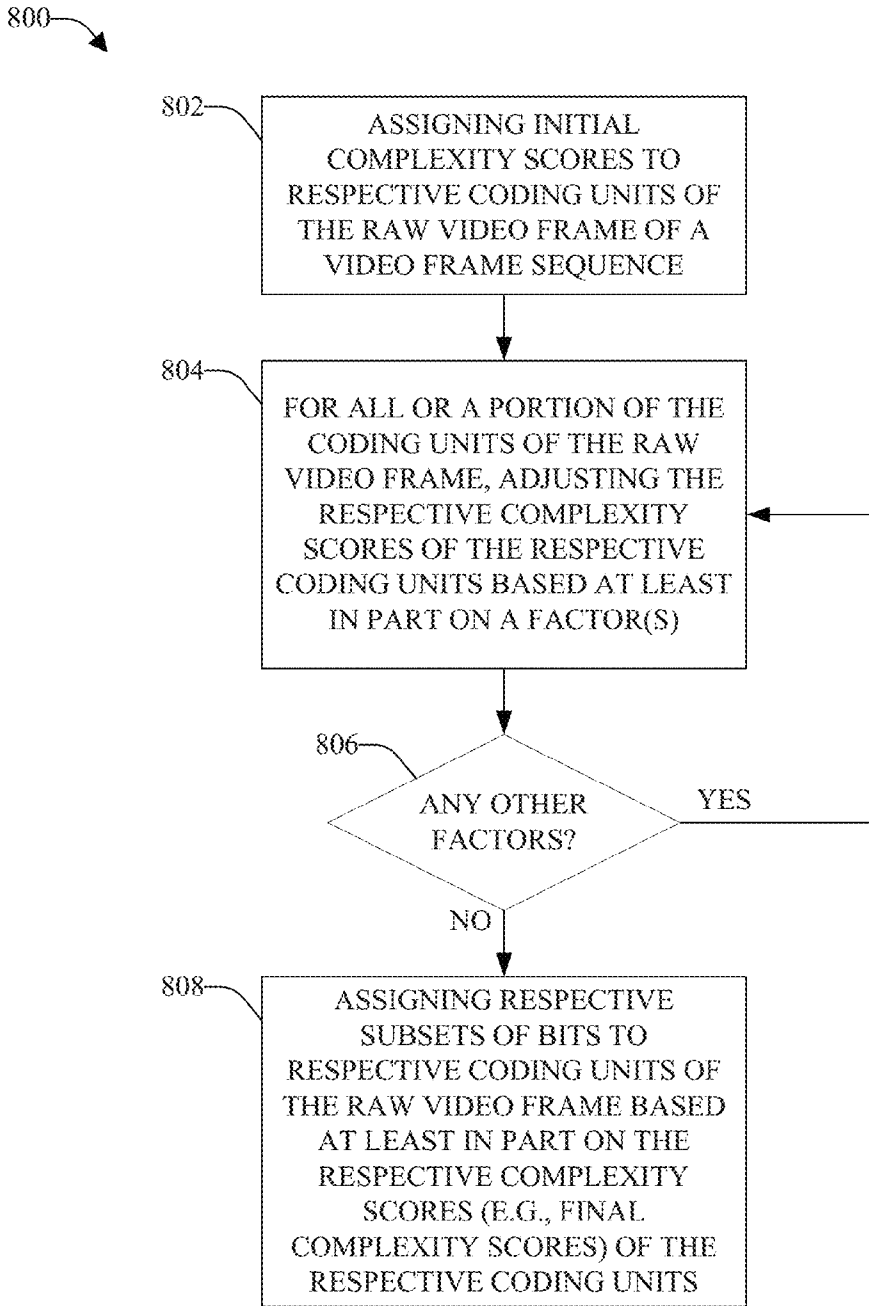 800
802
ASSIGNING INITIAL
COMPLEXITY SCORES TO
RESPECTIVE CODING UNITS OF
THE RAW VIDEO FRAME OF A
VIDEO FRAME SEQUENCE
804
FOR ALL OR A PORTION OF THE
CODING UNITS OF THE RAW
VIDEO FRAME, ADJUSTING THE
RESPECTIVE COMPLEXITY
SCORES OF THE RESPECTIVE
CODING UNITS BASED AT LEAST
IN PART ON A FACTOR(S)
806
ANY OTHER
FACTORS?
YES
NO
808
ASSIGNING RESPECTIVE
SUBSETS OF BITS TO
RESPECTIVE CODING UNITS OF
THE RAW VIDEO FRAME BASED
AT LEAST IN PART ON THE
RESPECTIVE COMPLEXITY
SCORES (E.G., FINAL
COMPLEXITY SCORES) OF THE
RESPECTIVE CODING UNITS